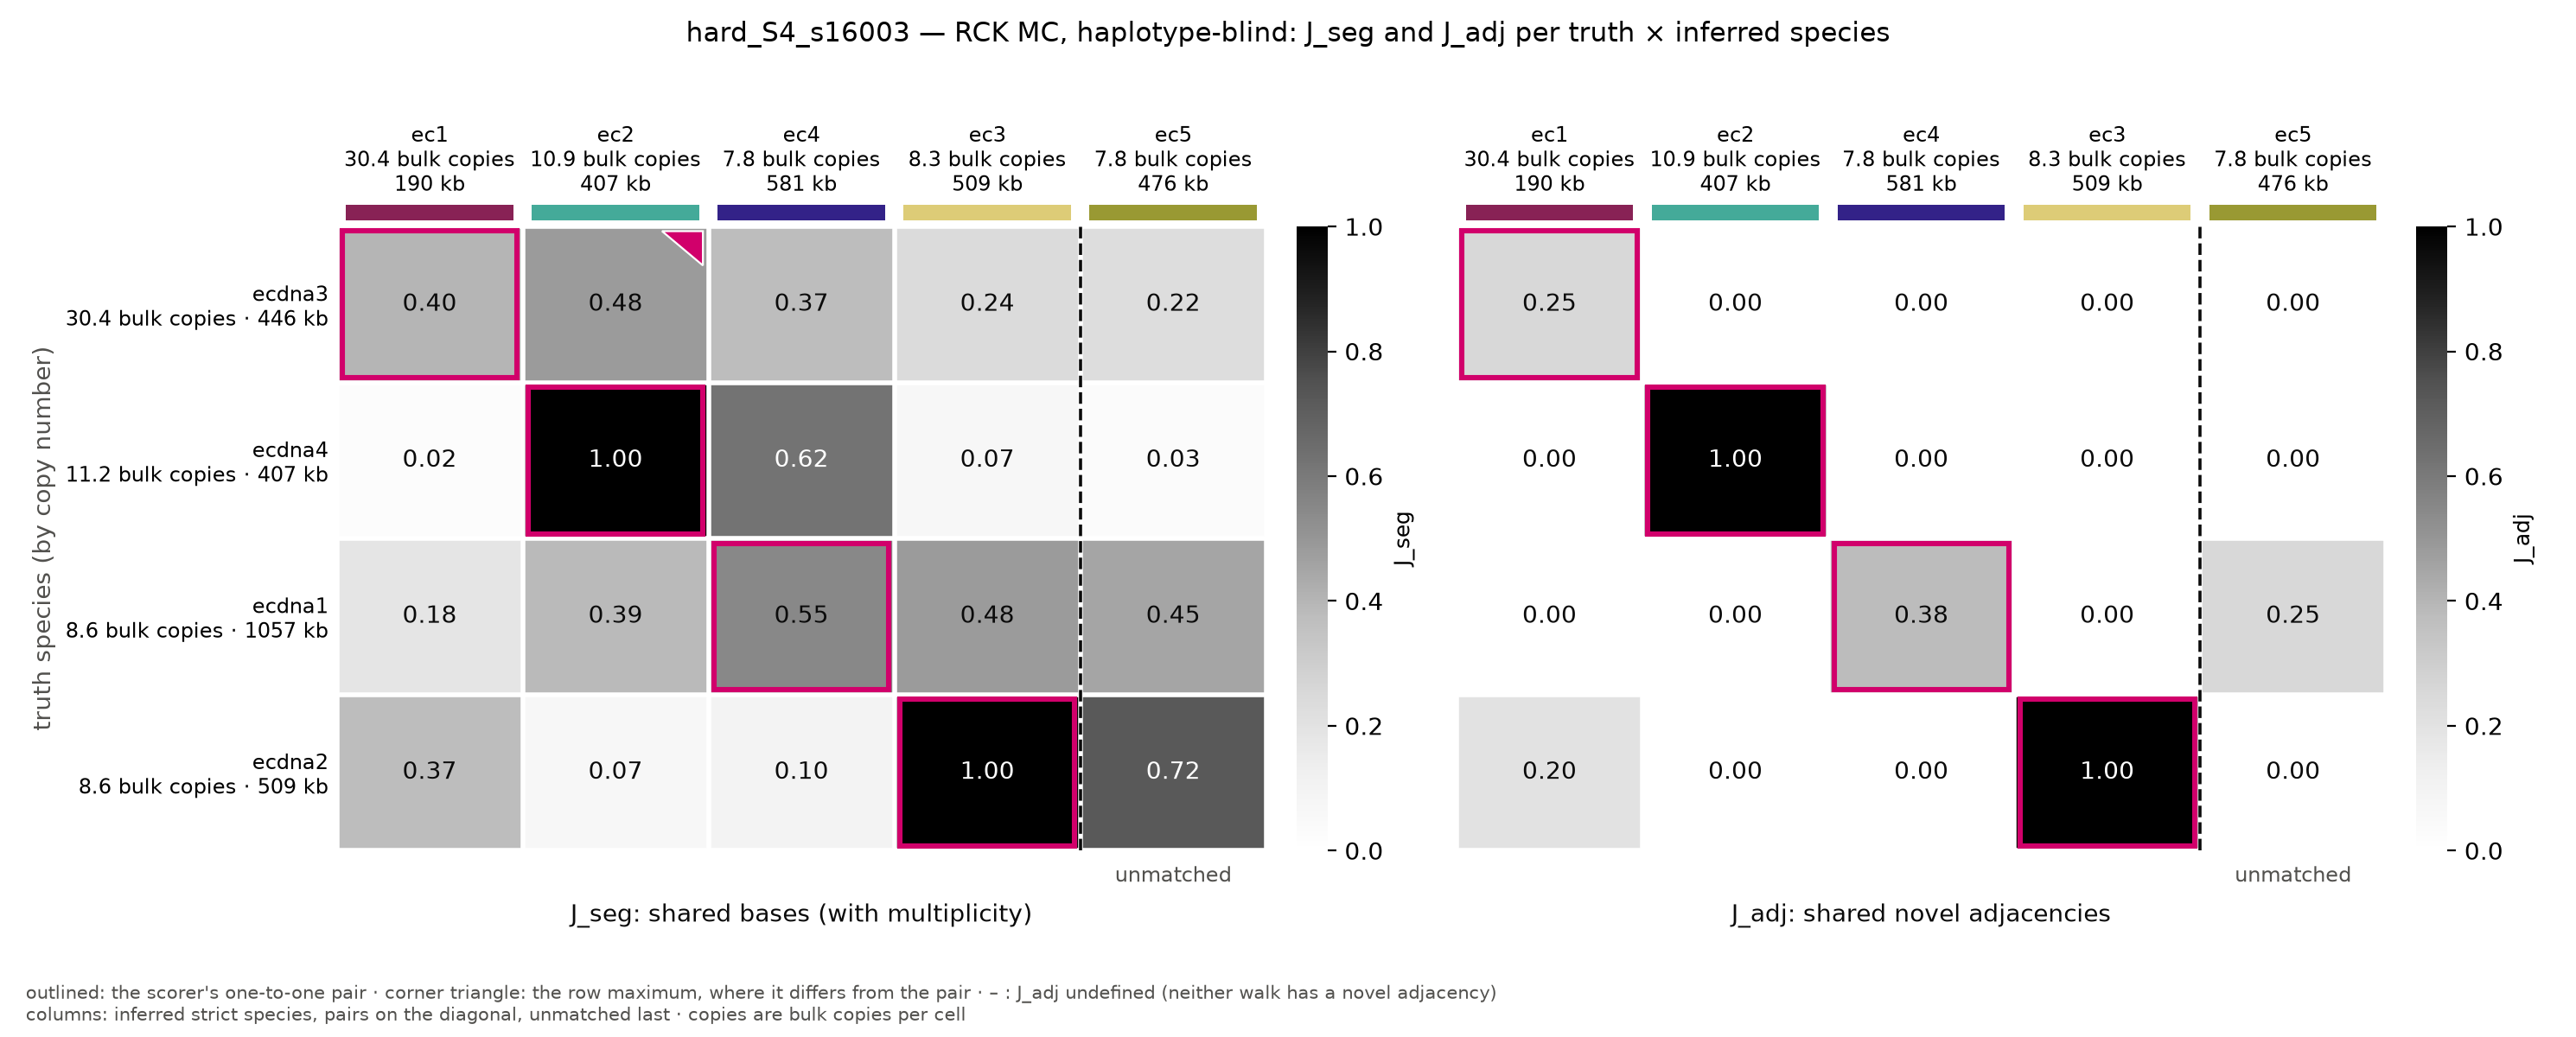 hard_S4_s16003 — RCK MC, haplotype-blind: J_seg and J_adj per truth × inferred species
ec1 ec2 ec4 ec3 ec5
30.4 bulk copies 10.9 bulk copies 7.8 bulk copies 8.3 bulk copies 7.8 bulk copies
190 kb 407 kb 581 kb 509 kb 476 kb
truth species (by copy number)
ecdna3
30.4 bulk copies · 446 kb
0.40 0.48 0.37 0.24 0.22
ecdna4
11.2 bulk copies · 407 kb
0.02 1.00 0.62 0.07 0.03
ecdna1
8.6 bulk copies · 1057 kb
0.18 0.39 0.55 0.48 0.45
ecdna2
8.6 bulk copies · 509 kb
0.37 0.07 0.10 1.00 0.72
unmatched
J_seg: shared bases (with multiplicity)
1.0
0.8
0.6
0.4
0.2
0.0
J_seg
ec1 ec2 ec4 ec3 ec5
30.4 bulk copies 10.9 bulk copies 7.8 bulk copies 8.3 bulk copies 7.8 bulk copies
190 kb 407 kb 581 kb 509 kb 476 kb
0.25 0.00 0.00 0.00 0.00
0.00 1.00 0.00 0.00 0.00
0.00 0.00 0.38 0.00 0.25
0.20 0.00 0.00 1.00 0.00
unmatched
J_adj: shared novel adjacencies
1.0
0.8
0.6
0.4
0.2
0.0
J_adj
outlined: the scorer's one-to-one pair · corner triangle: the row maximum, where it differs from the pair · – : J_adj undefined (neither walk has a novel adjacency)
columns: inferred strict species, pairs on the diagonal, unmatched last · copies are bulk copies per cell